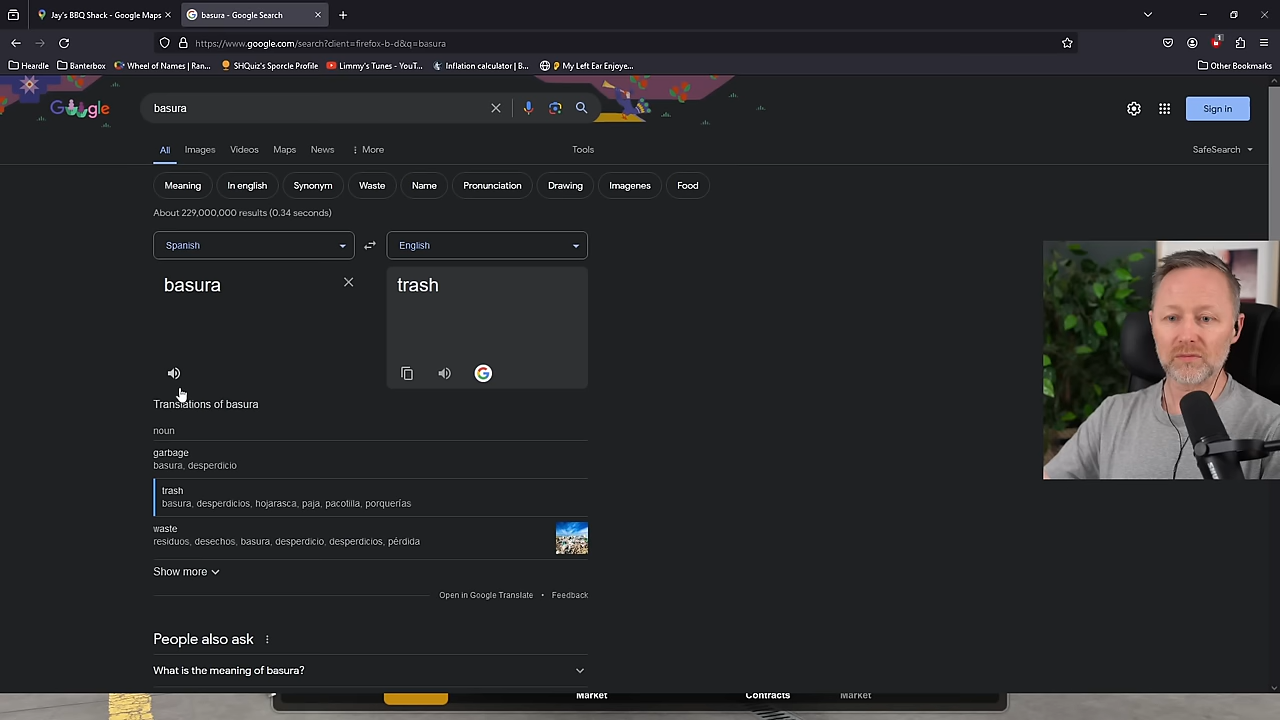 Jay's BBQ Shack - Google Maps
basura - Google Search
https://www.google.com/search?client=firefox-b-d&q=basura
Heardle
Banterbox
Wheel of Names | Ran...
SHQuiz's Sporcle Profile
Limmy's Tunes - YouT...
Inflation calculator | B...
My Left Ear Enjoye...
Other Bookmarks
1
Google
basura
Sign in
All Images Videos Maps News More Tools
SafeSearch
Meaning In english Synonym Waste Name Pronunciation Drawing Imagenes Food
About 229,000,000 results (0.34 seconds)
Spanish English
basura trash
Translations of basura
noun
garbage
basura, desperdicio
trash
basura, desperdicios, hojarasca, paja, pacotilla, porquerías
waste
residuos, desechos, basura, desperdicio, desperdicios, pérdida
Show more
Open in Google Translate • Feedback
People also ask
What is the meaning of basura?
Market Contracts Market